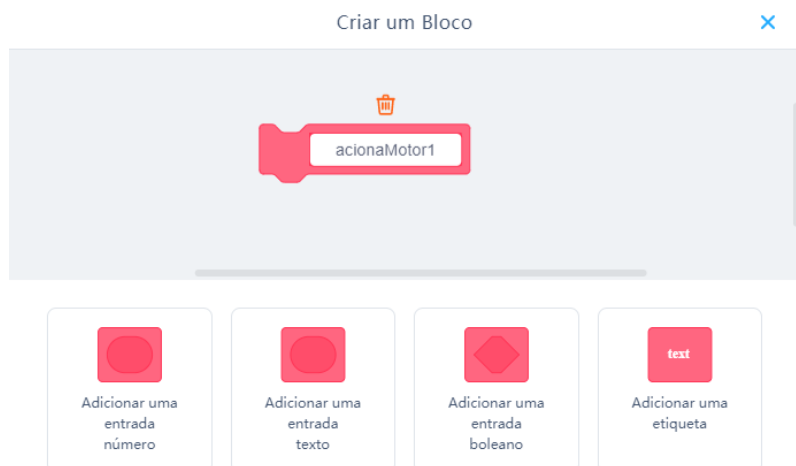 Criar um Bloco
acionaMotor1
text
Adicionar uma
entrada
número
Adicionar uma
entrada
texto
Adicionar uma
entrada
boleano
Adicionar uma
etiqueta